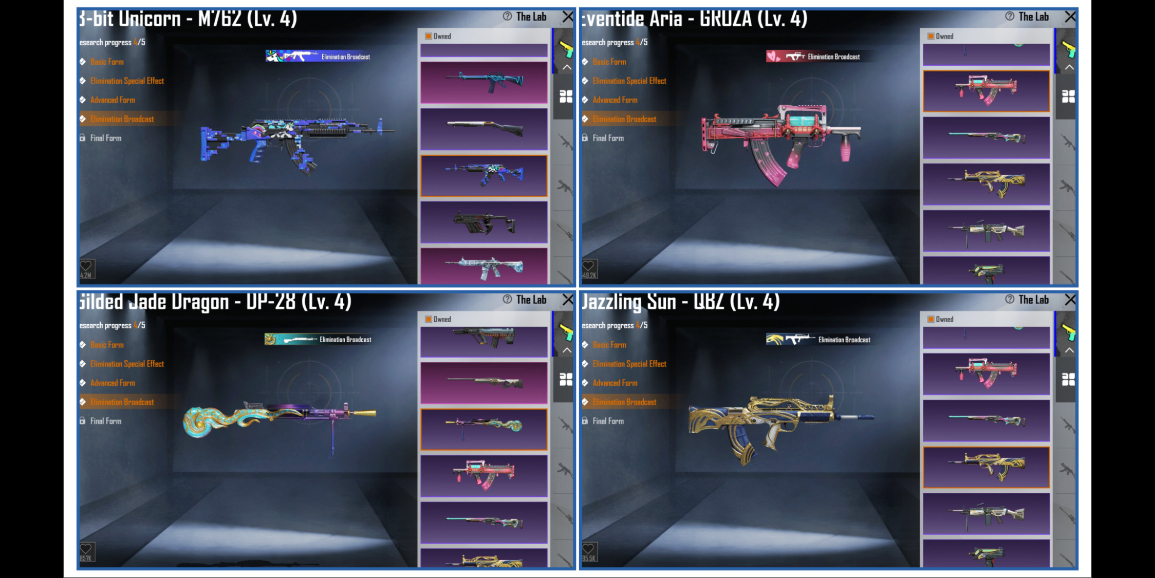 8-bit Unicorn - M762 (Lv. 4)
The Lab
esearch progress 4/5
Owned
Basic Form
Elimination Broadcast
Elimination Special Effect
Advanced Form
Elimination Broadcast
Final Form
Eventide Aria - GROZA (Lv. 4)
The Lab
esearch progress 4/5
Owned
Basic Form
Elimination Broadcast
Elimination Special Effect
Advanced Form
Elimination Broadcast
Final Form
Gilded Jade Dragon - DP-28 (Lv. 4)
The Lab
esearch progress 4/5
Owned
Basic Form
Elimination Broadcast
Elimination Special Effect
Advanced Form
Elimination Broadcast
Final Form
Dazzling Sun - QBZ (Lv. 4)
The Lab
esearch progress 4/5
Owned
Basic Form
Elimination Broadcast
Elimination Special Effect
Advanced Form
Elimination Broadcast
Final Form